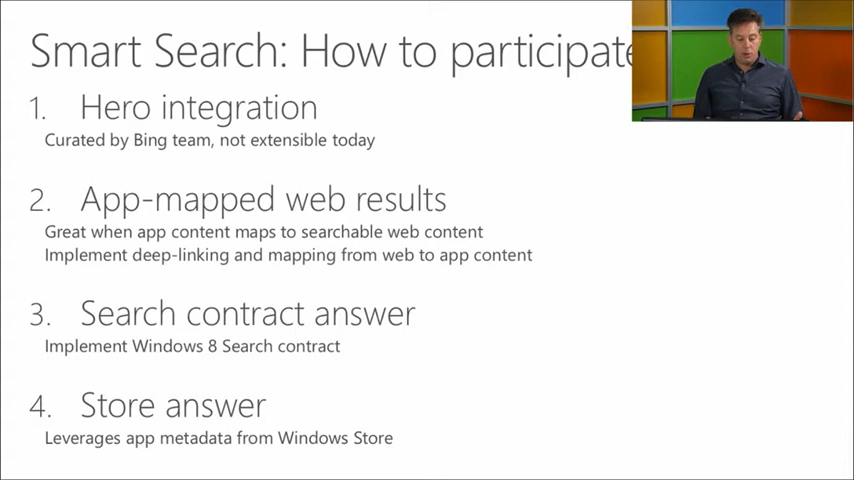 Smart Search: How to participate
1. Hero integration
Curated by Bing team, not extensible today
2. App-mapped web results
Great when app content maps to searchable web content
Implement deep-linking and mapping from web to app content
3. Search contract answer
Implement Windows 8 Search contract
4. Store answer
Leverages app metadata from Windows Store